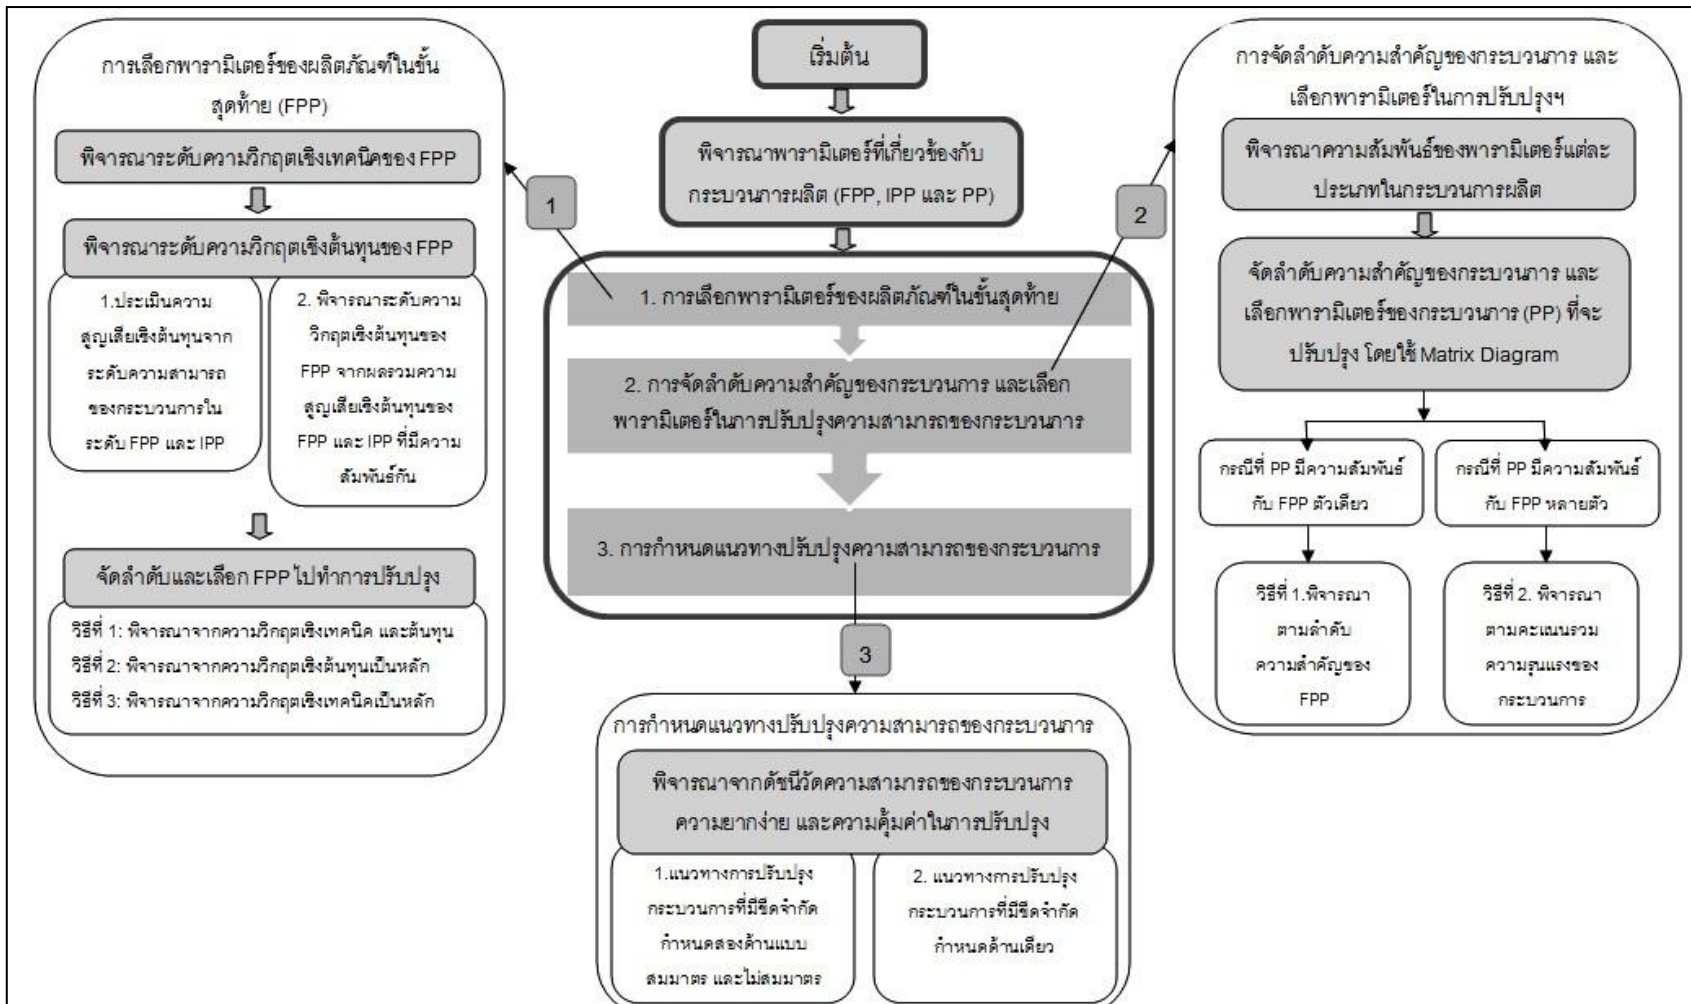 เริ่มต้น
พิจารณาพารามิเตอร์ที่เกี่ยวข้องกับ
กระบวนการผลิต (FPP, IPP และ PP)
1. การเลือกพารามิเตอร์ของผลิตภัณฑ์ในขั้นสุดท้าย
2. การจัดลำดับความสำคัญของกระบวนการ และเลือก
พารามิเตอร์ในการปรับปรุงความสามารถของกระบวนการ
3. การกำหนดแนวทางปรับปรุงความสามารถของกระบวนการ
1
การเลือกพารามิเตอร์ของผลิตภัณฑ์ในขั้น
สุดท้าย (FPP)
พิจารณาระดับความวิกฤตเชิงเทคนิคของ FPP
พิจารณาระดับความวิกฤตเชิงต้นทุนของ FPP
1.ประเมินความ
สูญเสียเชิงต้นทุนจาก
ระดับความสามารถ
ของกระบวนการใน
ระดับ FPP และ IPP
2. พิจารณาระดับความ
วิกฤตเชิงต้นทุนของ
FPP จากผลรวมความ
สูญเสียเชิงต้นทุนของ
FPP และ IPP ที่มีความ
สัมพันธ์กัน
จัดลำดับและเลือก FPP ไปทำการปรับปรุง
วิธีที่ 1: พิจารณาจากความวิกฤตเชิงเทคนิค และต้นทุน
วิธีที่ 2: พิจารณาจากความวิกฤตเชิงต้นทุนเป็นหลัก
วิธีที่ 3: พิจารณาจากความวิกฤตเชิงเทคนิคเป็นหลัก
2
การจัดลำดับความสำคัญของกระบวนการ และ
เลือกพารามิเตอร์ในการปรับปรุงฯ
พิจารณาความสัมพันธ์ของพารามิเตอร์แต่ละ
ประเภทในกระบวนการผลิต
จัดลำดับความสำคัญของกระบวนการ และ
เลือกพารามิเตอร์ของกระบวนการ (PP) ที่จะ
ปรับปรุง โดยใช้ Matrix Diagram
กรณีที่ PP มีความสัมพันธ์
กับ FPP ตัวเดียว
กรณีที่ PP มีความสัมพันธ์
กับ FPP หลายตัว
วิธีที่ 1.พิจารณา
ตามลำดับ
ความสำคัญของ
FPP
วิธีที่ 2. พิจารณา
ตามคะแนนรวม
ความรุนแรงของ
กระบวนการ
3
การกำหนดแนวทางปรับปรุงความสามารถของกระบวนการ
พิจารณาจากดัชนีวัดความสามารถของกระบวนการ
ความยากง่าย และความคุ้มค่าในการปรับปรุง
1.แนวทางการปรับปรุง
กระบวนการที่มีขีดจำกัด
กำหนดสองด้านแบบ
สมมาตร และไม่สมมาตร
2. แนวทางการปรับปรุง
กระบวนการที่มีขีดจำกัด
กำหนดด้านเดียว